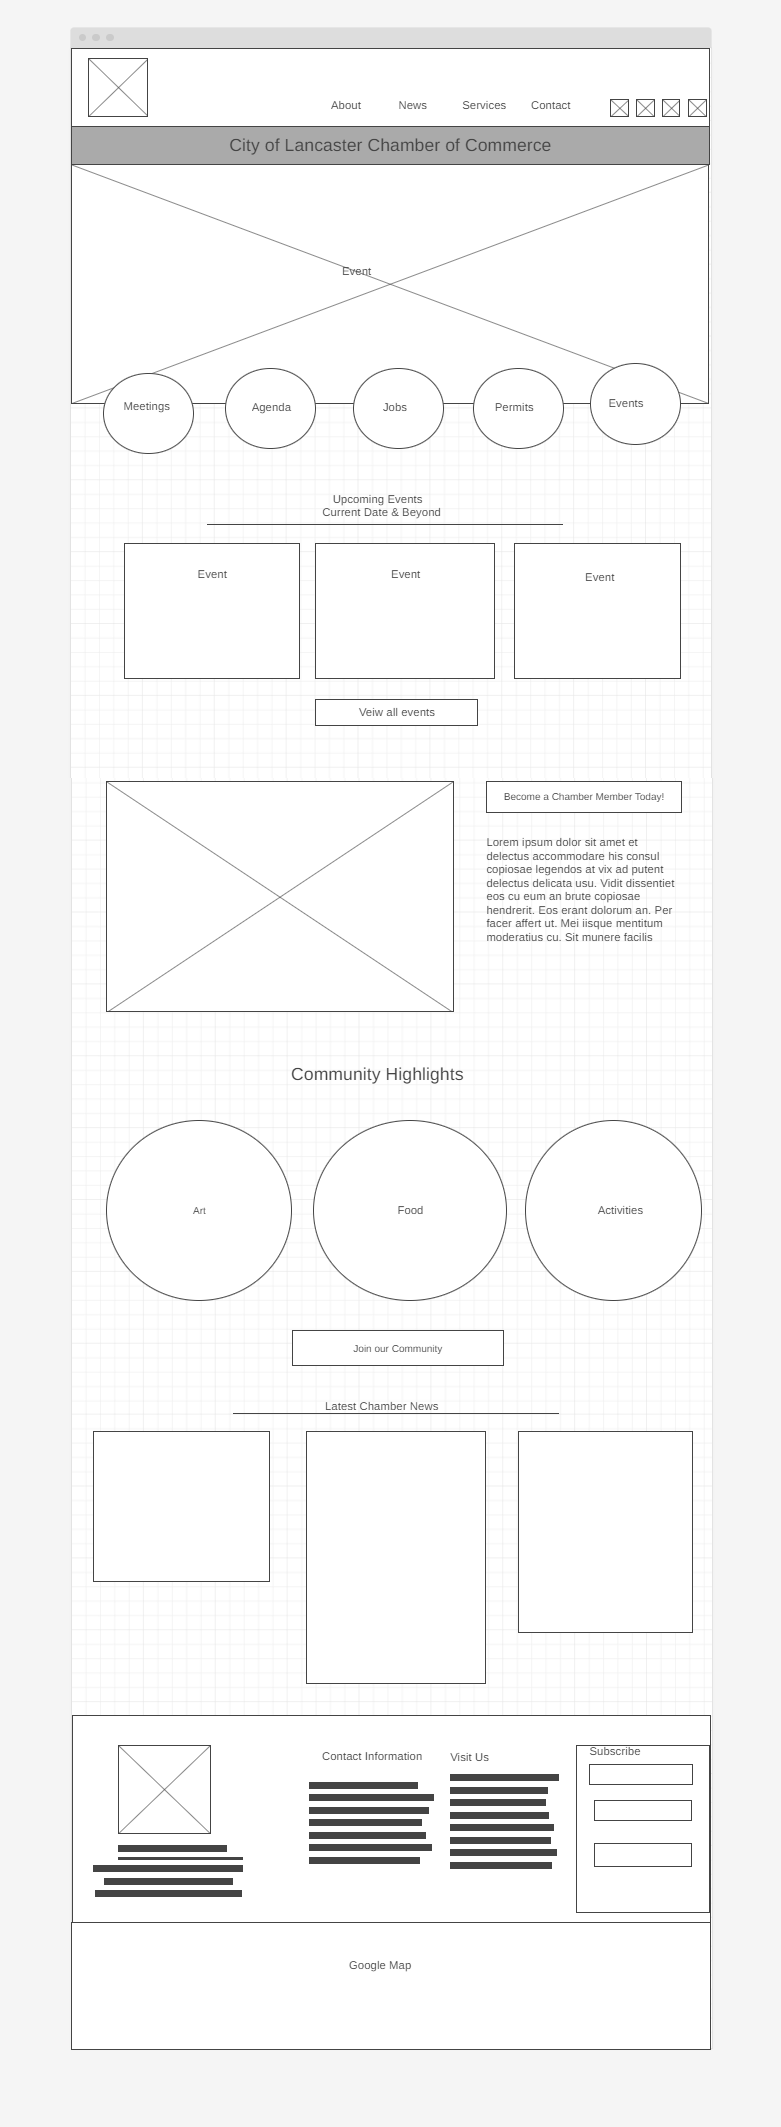 About News Services Contact
City of Lancaster Chamber of Commerce
Event
Meetings Agenda Jobs Permits Events
Upcoming Events
Current Date & Beyond
Event Event Event
Veiw all events
Become a Chamber Member Today!
Lorem ipsum dolor sit amet et
delectus accommodare his consul
copiosae legendos at vix ad putent
delectus delicata usu. Vidit dissentiet
eos cu eum an brute copiosae
hendrerit. Eos erant dolorum an. Per
facer affert ut. Mei iisque mentitum
moderatius cu. Sit munere facilis
Community Highlights
Art Food Activities
Join our Community
Latest Chamber News
Contact Information Visit Us Subscribe
Google Map